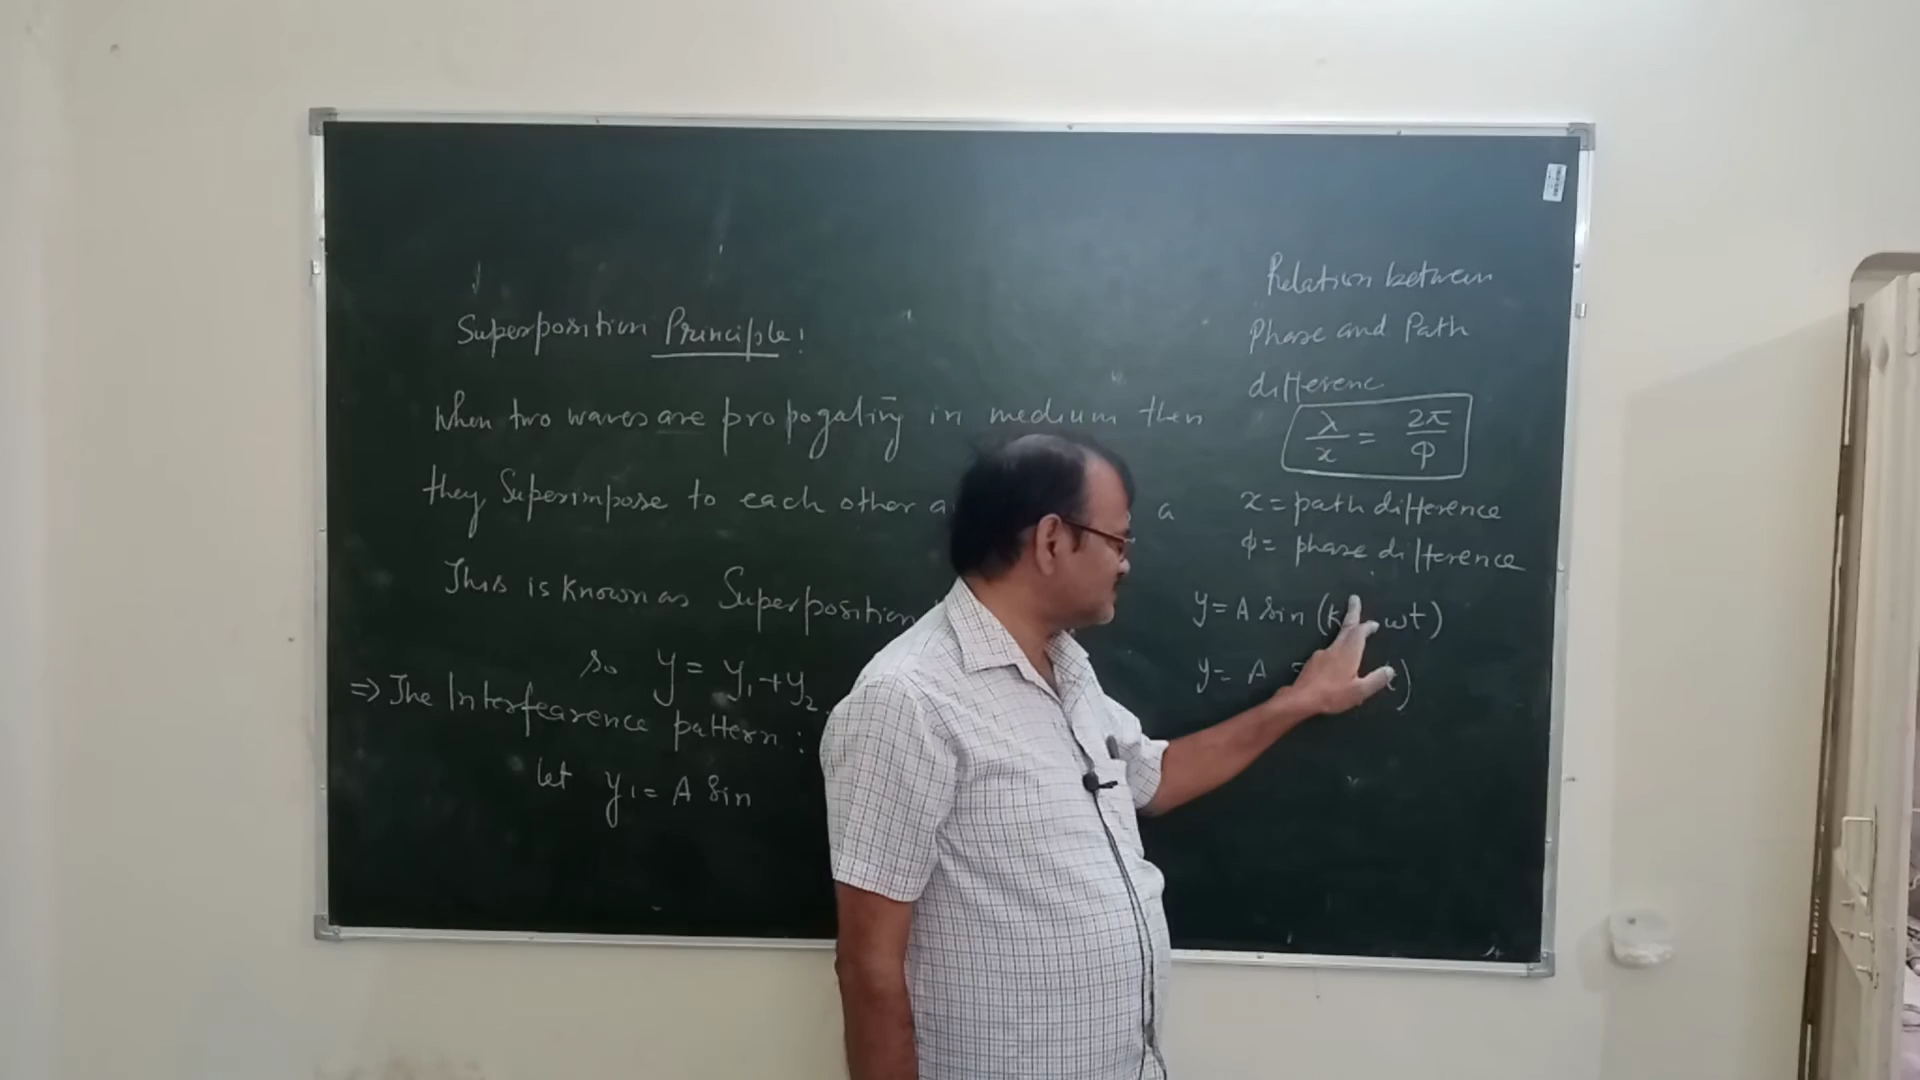 Superposition Principle!
When two waves are propogating in medium then
they Superimpose to each other a
This is known as Superposition
so y = y₁+y₂
⇒ The Interfearence pattern :
let y₁ = A Sin
Relation between
Phase and Path
differenc
λ/x = 2π/φ
x = path difference
φ = phase difference
y = A Sin (k ωt)
y = A